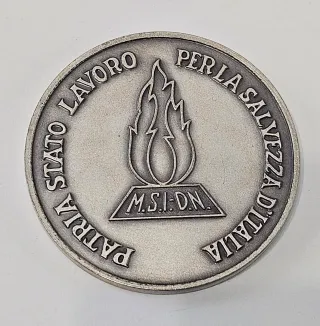 PATRIA STATO LAVORO PER LA SALVEZZA D'ITALIA
M.S.I.-D.N.